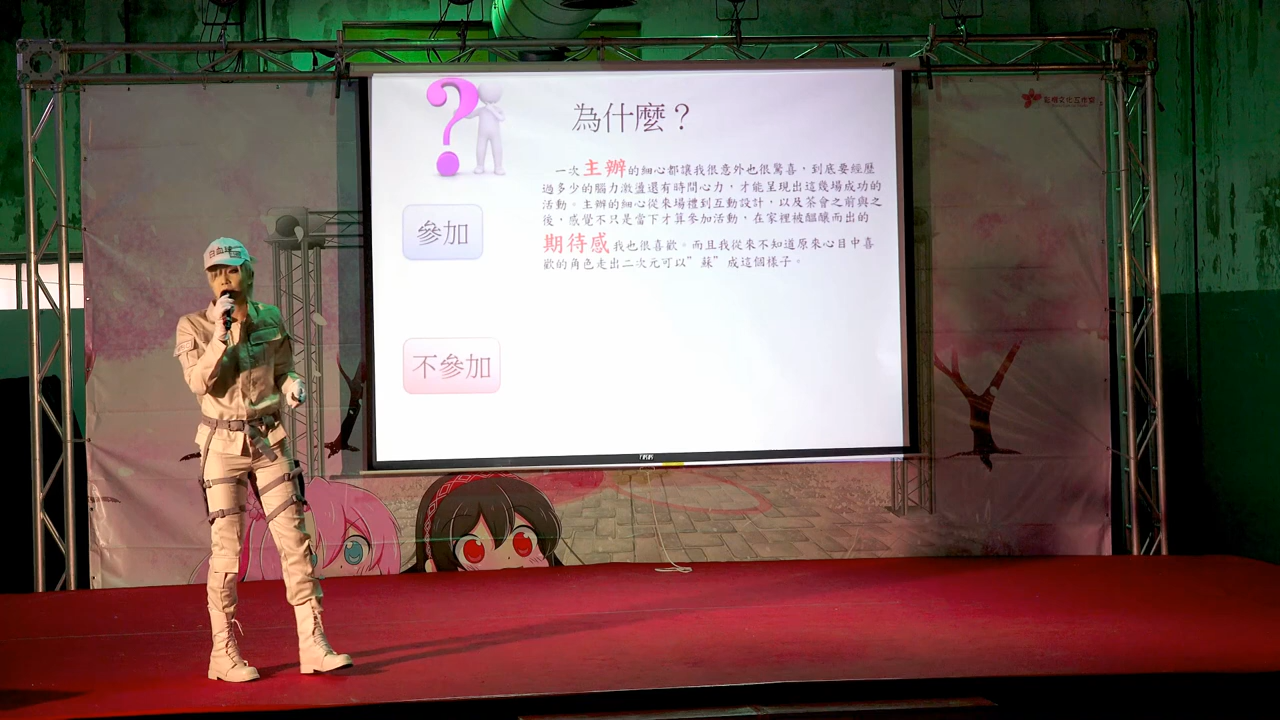 為什麼？
一次主辦的細心都讓我很意外也很驚喜，到底要經歷
過多少的腦力激盪還有時間心力，才能呈現出這幾場成功的
活動。主辦的細心從來場禮到互動設計，以及茶會之前與之
後，感覺不只是當下才算參加活動，在家裡被醞釀而出的
期待感我也很喜歡。而且我從來不知道原來心目中喜
歡的角色走出二次元可以”蘇”成這個樣子。
參加
不參加